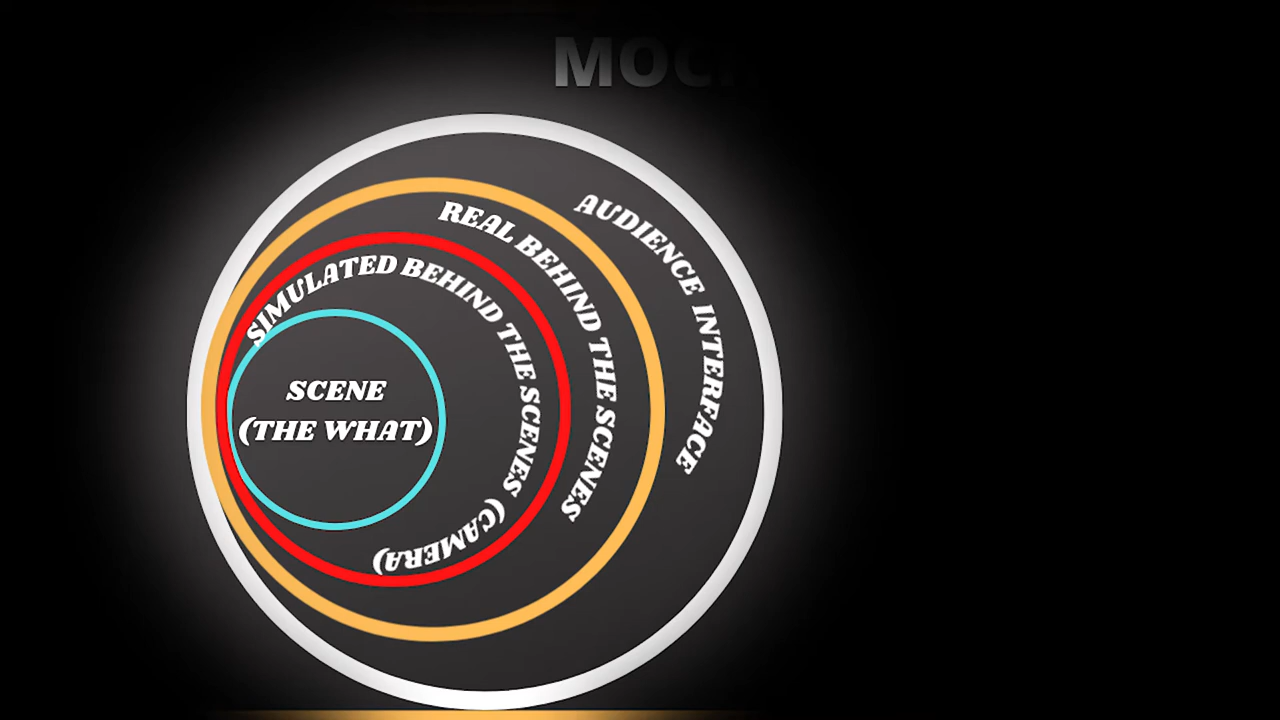 AUDIENCE INTERFACE
REAL BEHIND THE SCENES
SIMULATED BEHIND THE SCENES (CAMERA)
SCENE
(THE WHAT)